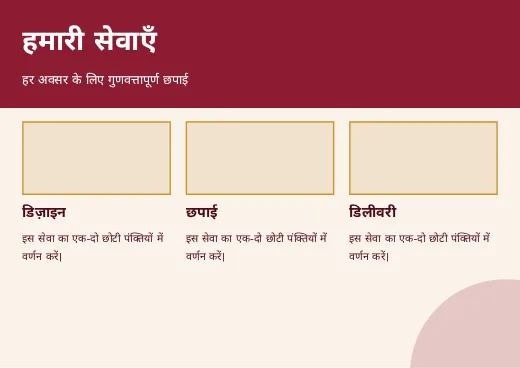 हमारी सेवाएँ
हर अवसर के लिए गुणवत्तापूर्ण छपाई
डिज़ाइन
इस सेवा का एक-दो छोटी पंक्तियों में
वर्णन करें|
छपाई
इस सेवा का एक-दो छोटी पंक्तियों में
वर्णन करें|
डिलीवरी
इस सेवा का एक-दो छोटी पंक्तियों में
वर्णन करें|